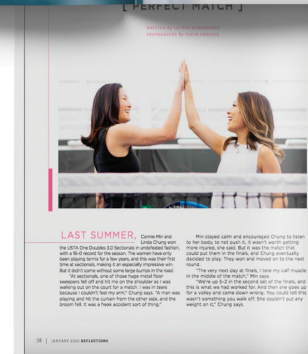 [ PERFECT MATCH ]
WRITTEN BY
PHOTOGRAPHY BY
LAST SUMMER, Connie Min and
Linda Chung won
the USTA One Doubles 3.0 Sectionals in undefeated fashion,
with a 16-0 record for the season. The women have only
been playing tennis for a few years, and this was their first
time at sectionals, making it an especially impressive win.
But it didn't come without some large bumps in the road.
"At sectionals, one of those huge metal floor
sweepers fell off and hit me on the shoulder as I was
walking out on the court for a match. I was in tears
because I couldn't feel my arm," Chung says. "A man was
playing and hit the curtain from the other side, and the
broom fell. It was a freak accident sort of thing."
Min stayed calm and encouraged Chung to listen
to her body, to not push it. It wasn't worth getting
more injured, she said. But it was the match that
could put them in the finals, and Chung eventually
decided to play. They won and moved on to the next
round.
"The very next day at finals, I tore my calf muscle
in the middle of the match," Min says.
"We're up 5-2 in the second set of the finals, and
this is what we had worked for. And then she goes up
for a volley and came down wrong. You could tell this
wasn't something you walk off. She couldn't put any
weight on it," Chung says.
| JANUARY 2023 REFLECTIONS